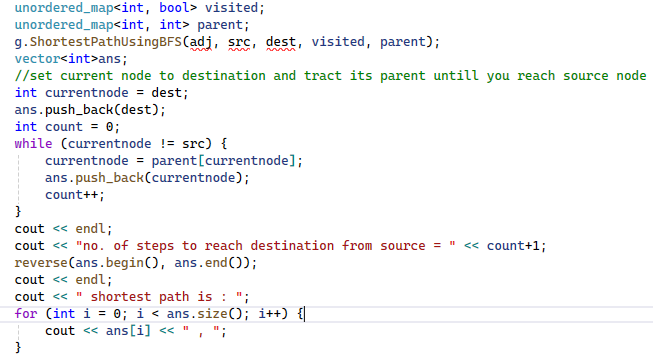 unordered_map<int, bool> visited;
unordered_map<int, int> parent;
g.ShortestPathUsingBFS(adj, src, dest, visited, parent);
vector<int>ans;
//set current node to destination and tract its parent untill you reach source node
int currentnode = dest;
ans.push_back(dest);
int count = 0;
while (currentnode != src) {
    currentnode = parent[currentnode];
    ans.push_back(currentnode);
    count++;
}
cout << endl;
cout << "no. of steps to reach destination from source = " << count+1;
reverse(ans.begin(), ans.end());
cout << endl;
cout << " shortest path is : ";
for (int i = 0; i < ans.size(); i++) {
    cout << ans[i] << " , ";
}